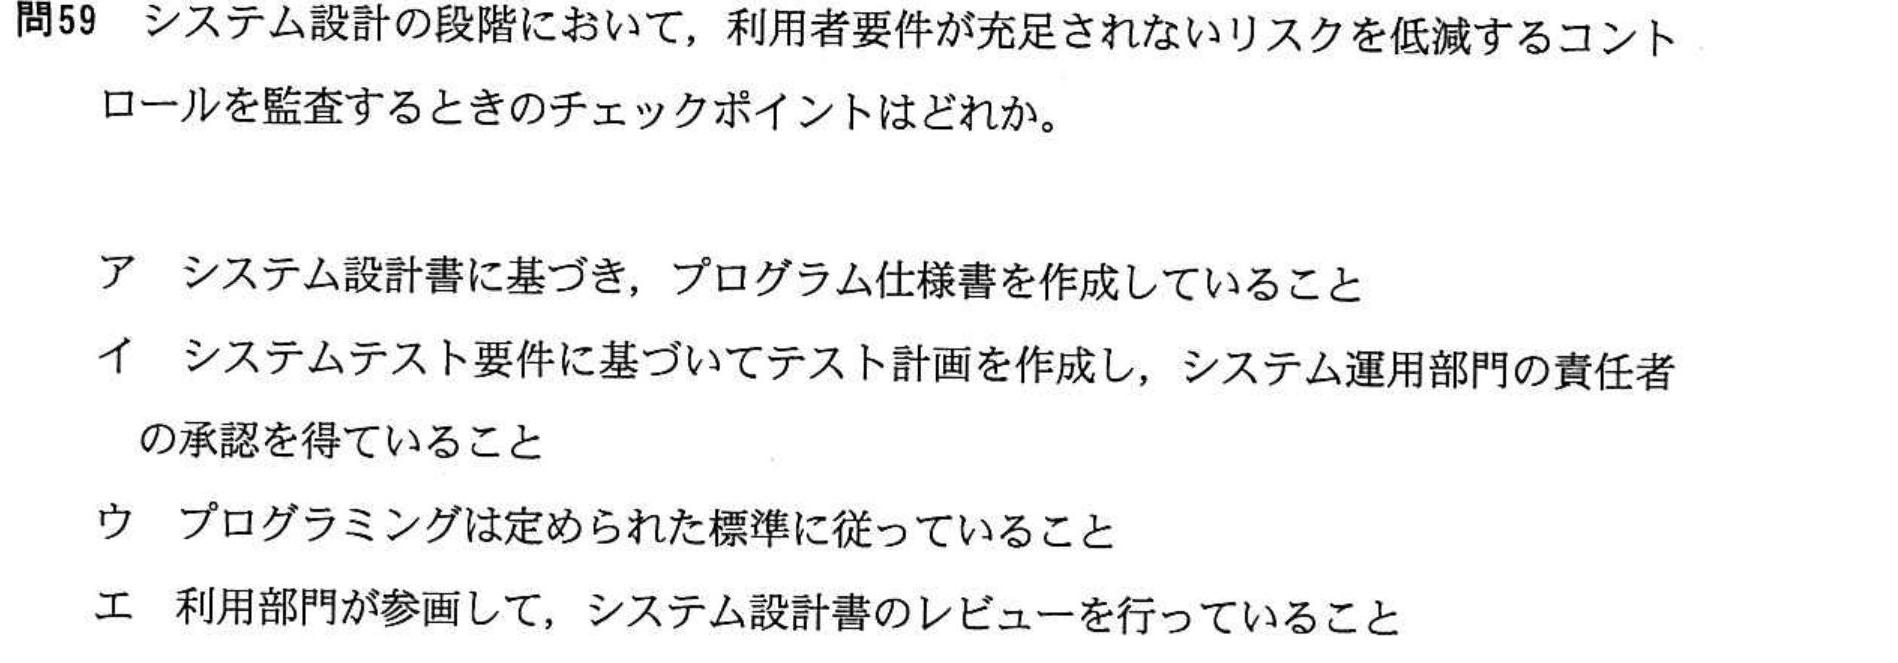 問59　システム設計の段階において，利用者要件が充足されないリスクを低減するコント
ロールを監査するときのチェックポイントはどれか。
ア　システム設計書に基づき，プログラム仕様書を作成していること
イ　システムテスト要件に基づいてテスト計画を作成し，システム運用部門の責任者
の承認を得ていること
ウ　プログラミングは定められた標準に従っていること
エ　利用部門が参画して，システム設計書のレビューを行っていること